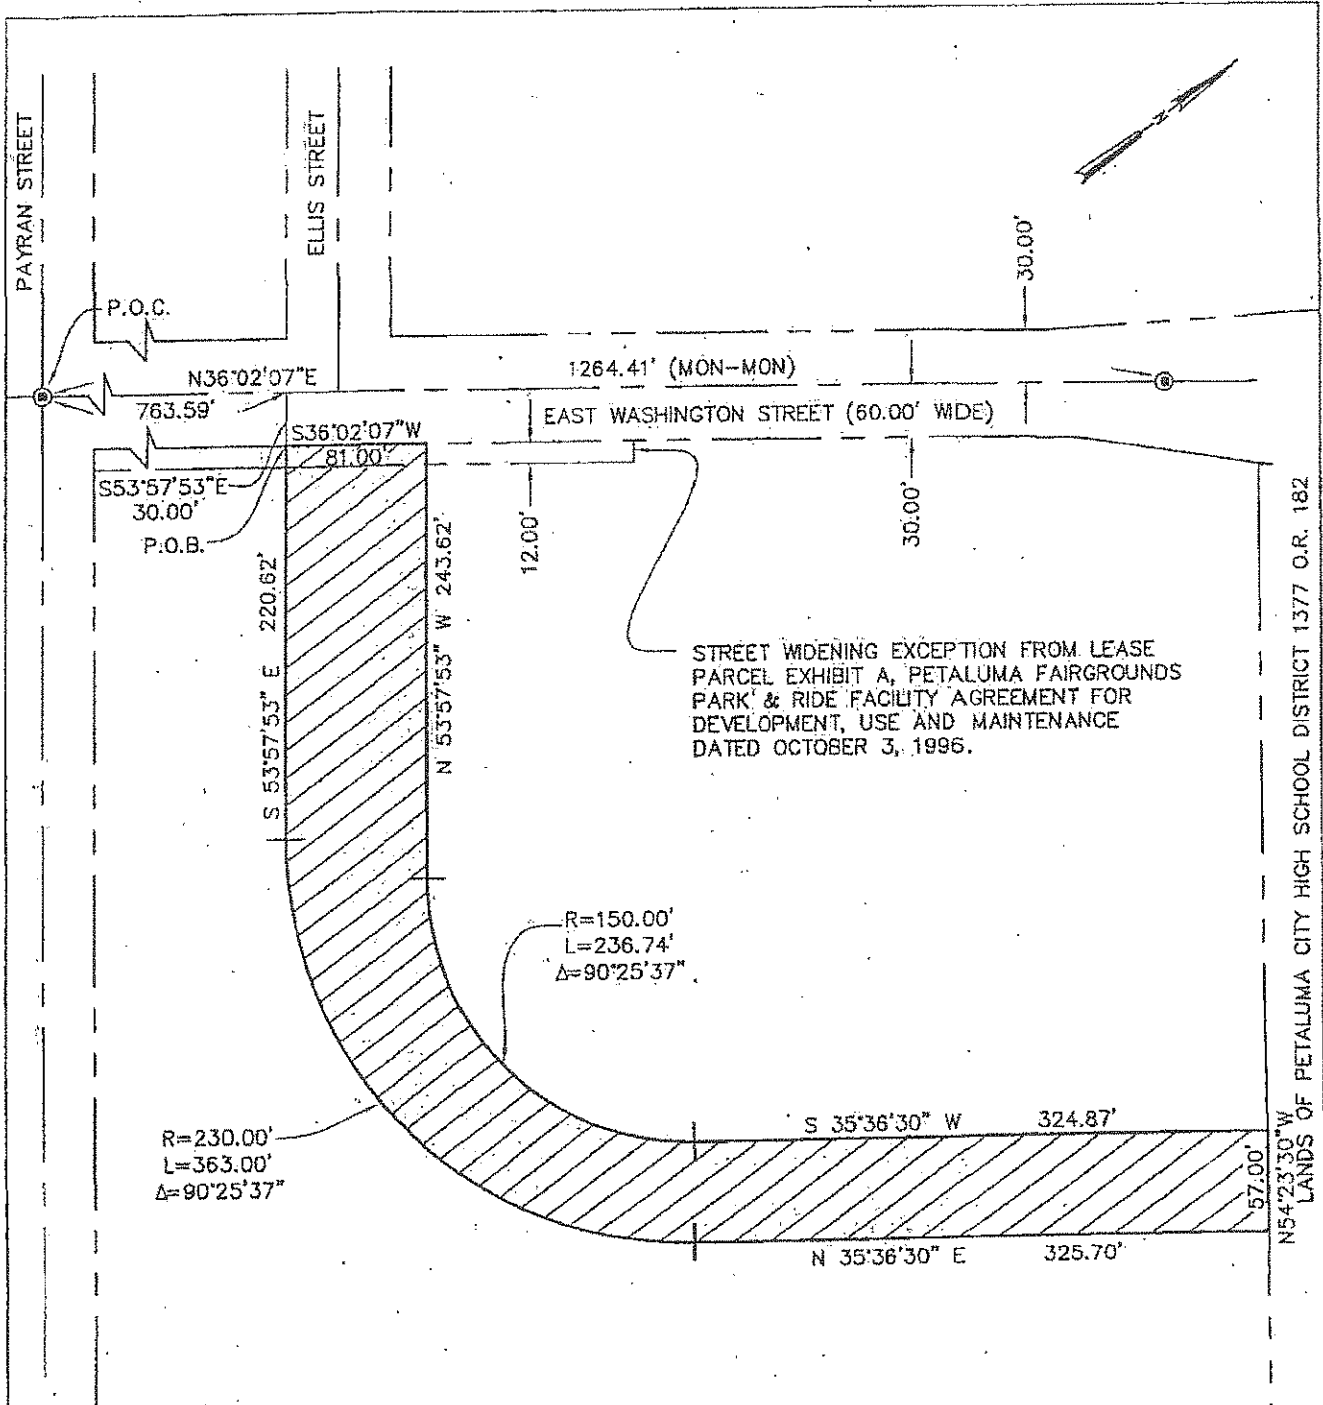 PAYRAN STREET
ELLIS STREET
N
P.O.C.
30.00'
N36°02'07"E
763.59'
1264.41' (MON-MON)
EAST WASHINGTON STREET (60.00' WIDE)
S36°02'07"W
81.00'
S53°57'53"E
30.00'
P.O.B.
12.00'
30.00'
S 53°57'53" E 220.62'
N 53°57'53" W 243.62'
STREET WIDENING EXCEPTION FROM LEASE
PARCEL EXHIBIT A, PETALUMA FAIRGROUNDS
PARK & RIDE FACILITY AGREEMENT FOR
DEVELOPMENT, USE AND MAINTENANCE
DATED OCTOBER 3, 1996.
R=150.00'
L=236.74'
Δ=90°25'37"
R=230.00'
L=363.00'
Δ=90°25'37"
S 35°36'30" W 324.87'
N 35°36'30" E 325.70'
57.00'
N54°23'30"W
LANDS OF PETALUMA CITY HIGH SCHOOL DISTRICT 1377 O.R. 182